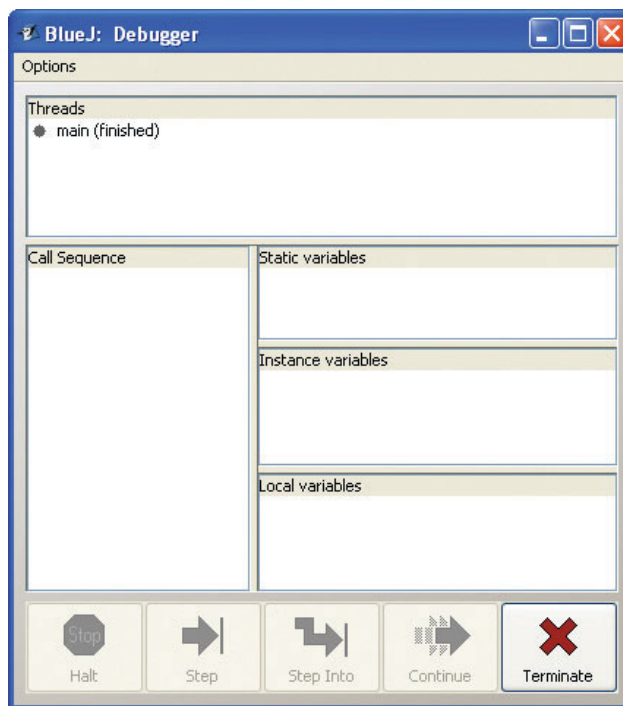 BlueJ: Debugger
Options
Threads
main (finished)
Call Sequence
Static variables
Instance variables
Local variables
Stop
Halt
Step
Step Into
Continue
Terminate